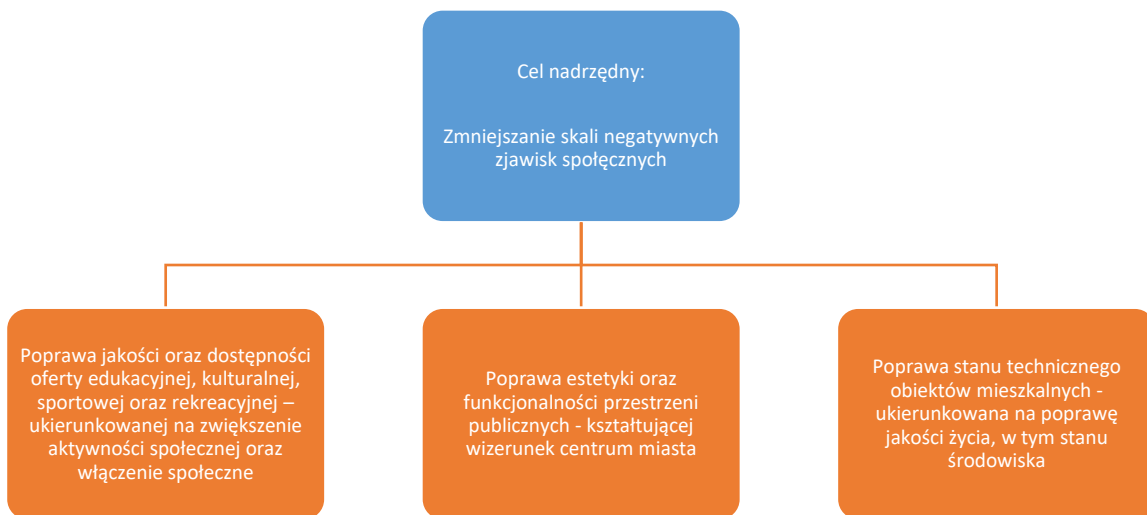 Cel nadrzędny:
Zmniejszanie skali negatywnych
zjawisk społęcznych
Poprawa jakości oraz dostępności
oferty edukacyjnej, kulturalnej,
sportowej oraz rekreacyjnej –
ukierunkowanej na zwiększenie
aktywności społecznej oraz
włączenie społeczne
Poprawa estetyki oraz
funkcjonalności przestrzeni
publicznych - kształtującej
wizerunek centrum miasta
Poprawa stanu technicznego
obiektów mieszkalnych -
ukierunkowana na poprawę
jakości życia, w tym stanu
środowiska